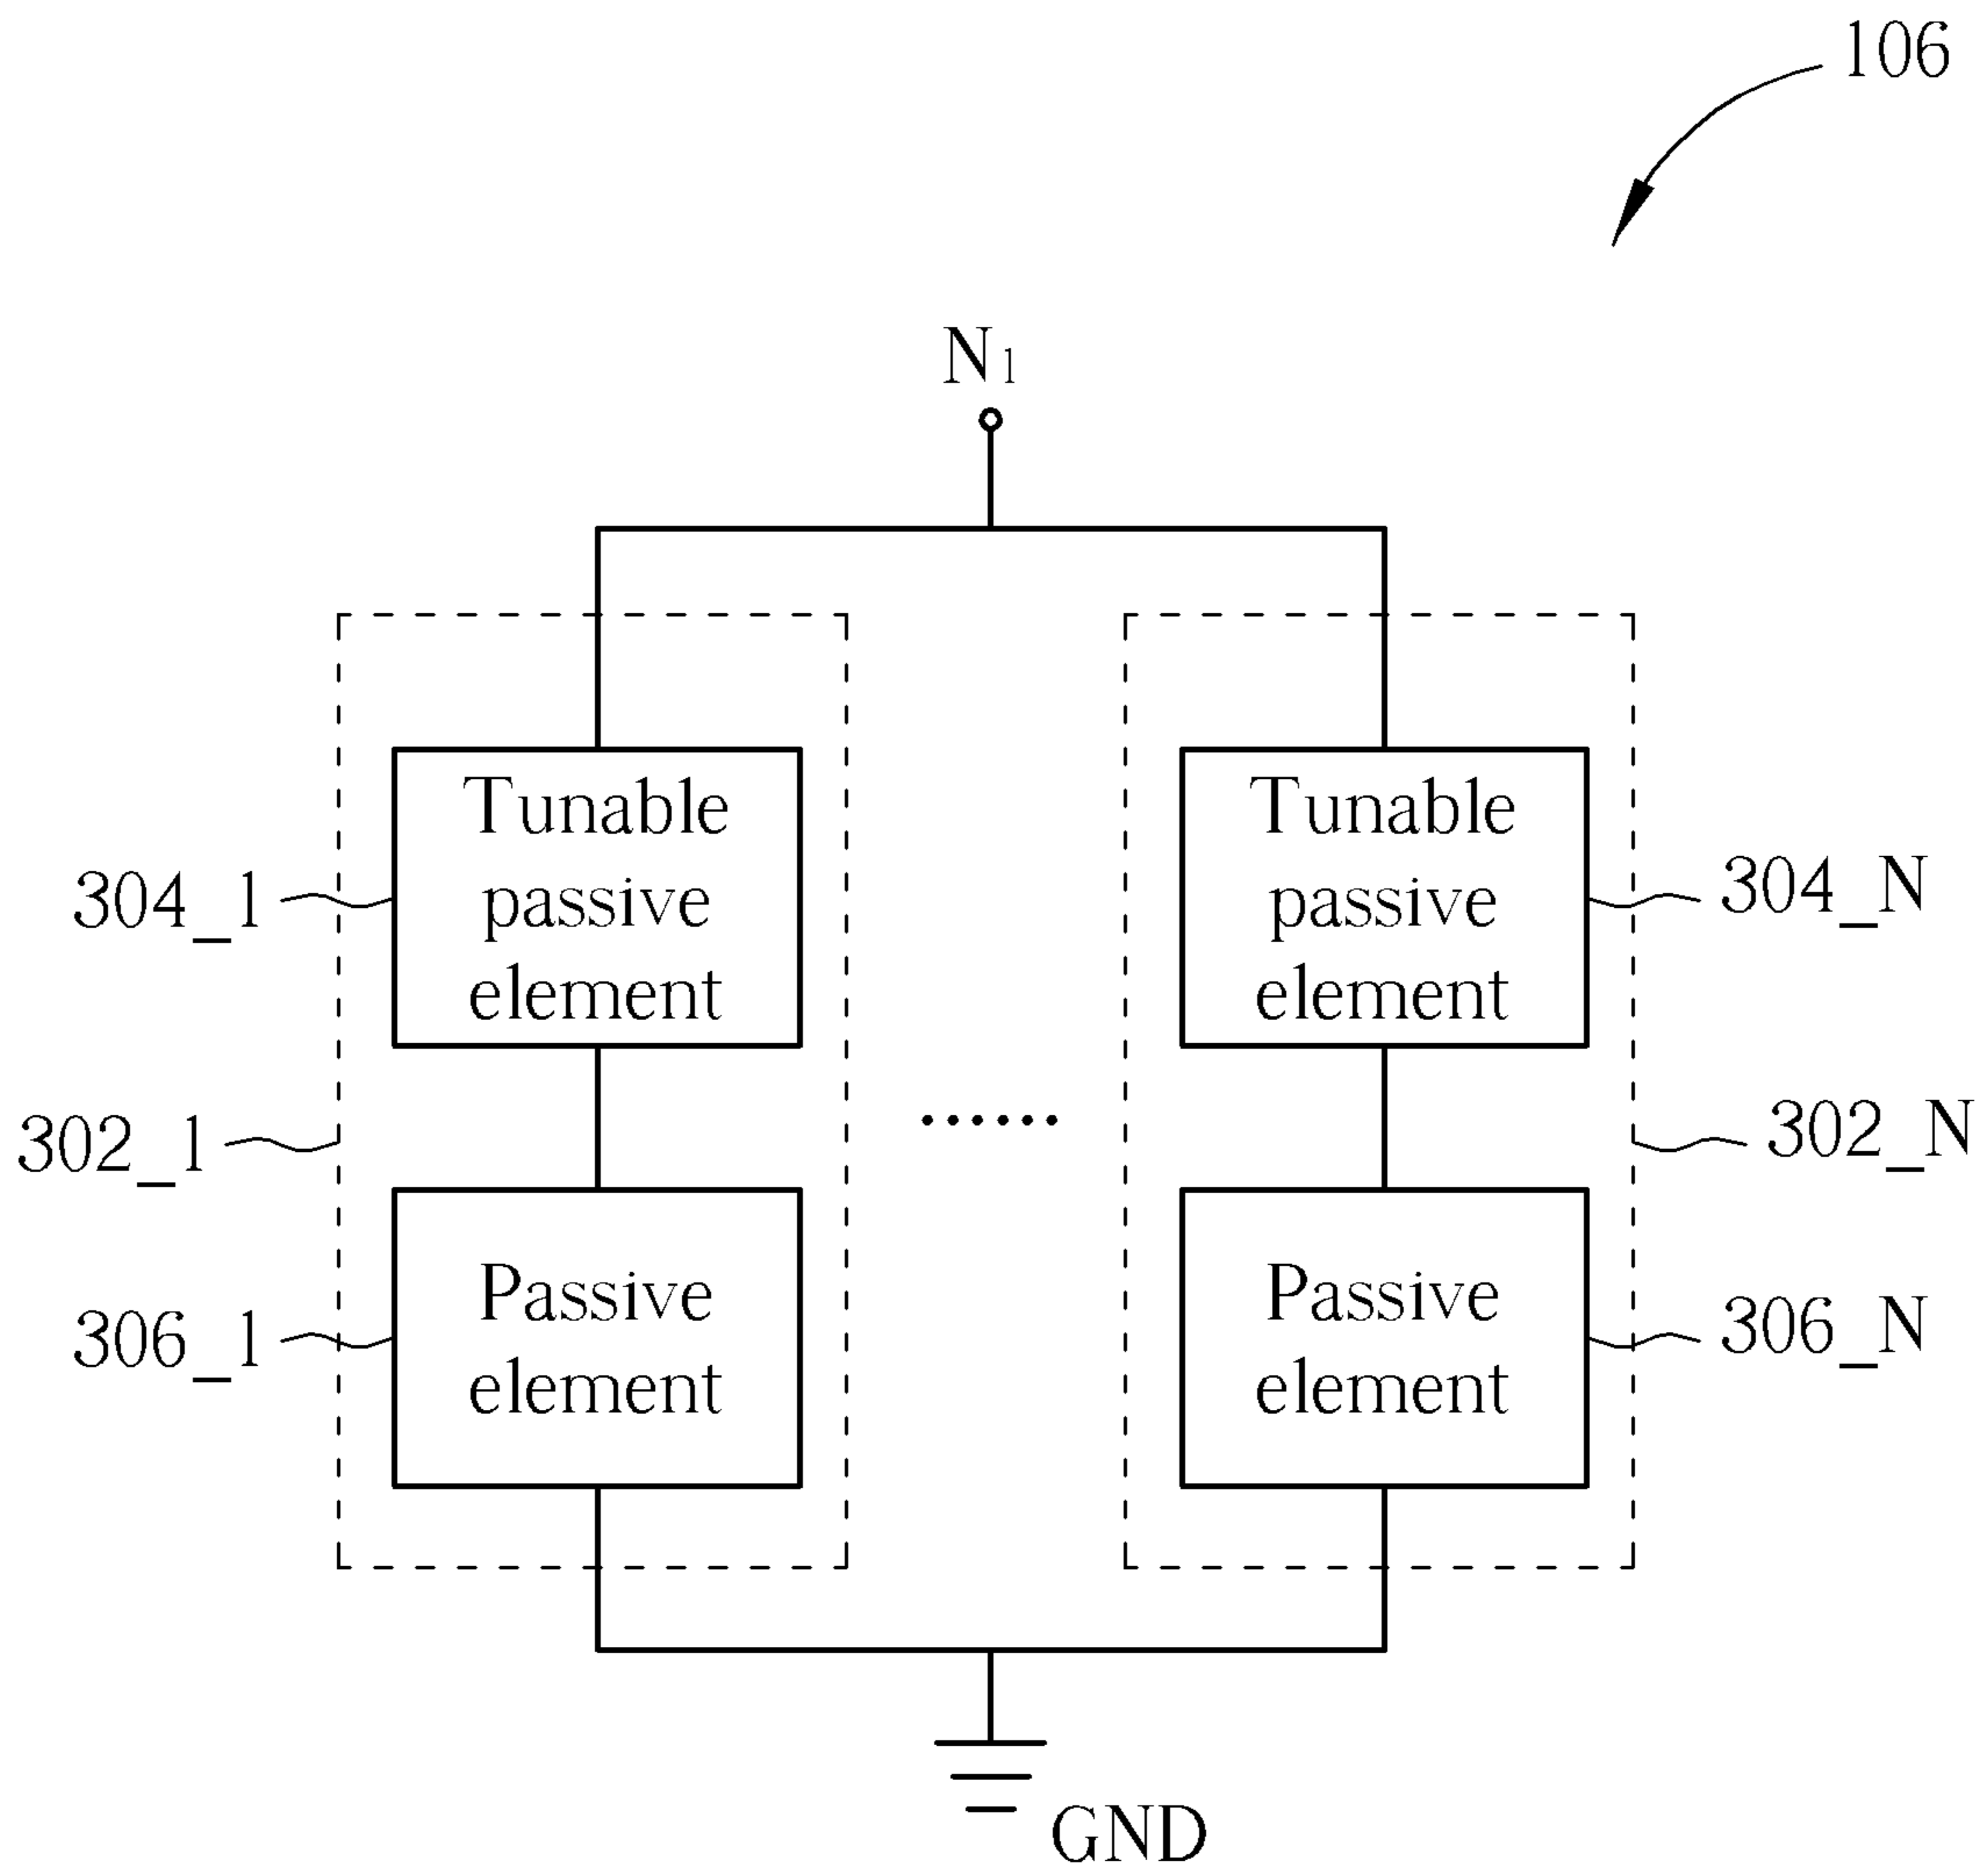 106
N1
Tunable
passive
element
Tunable
passive
element
304_1
304_N
302_1
302_N
Passive
element
Passive
element
306_1
306_N
GND